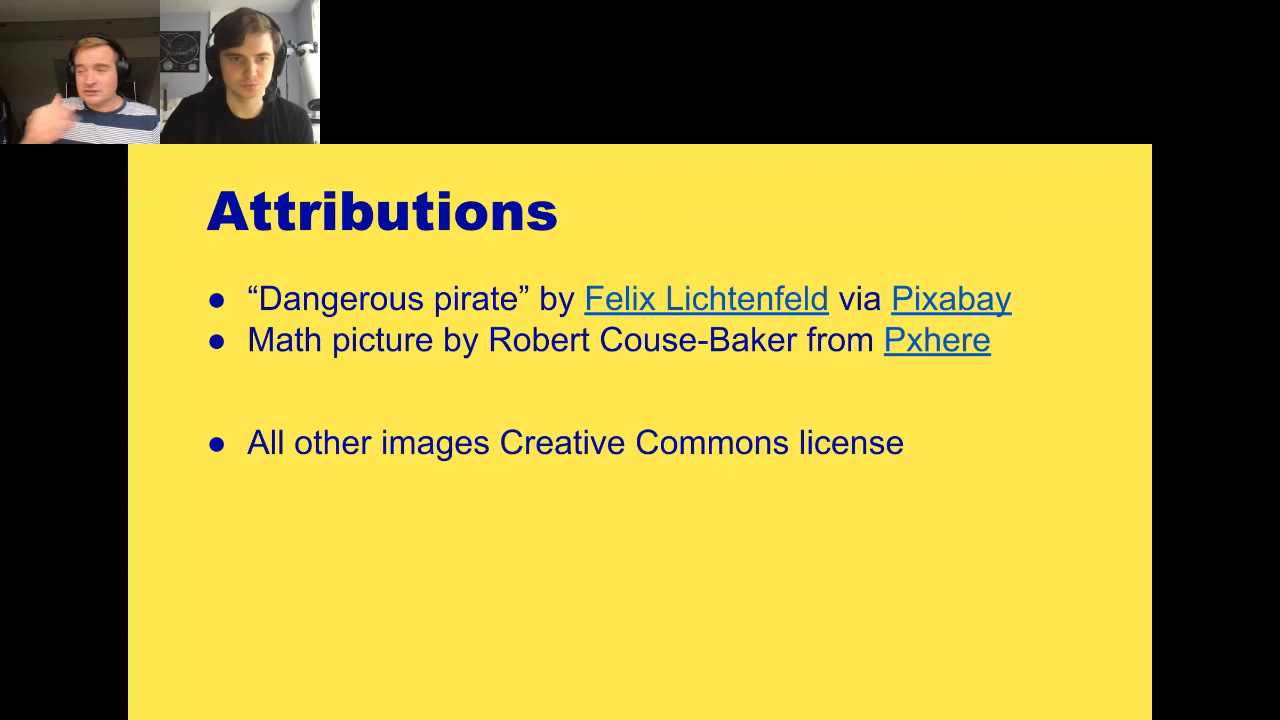 Attributions
● “Dangerous pirate” by Felix Lichtenfeld via Pixabay
● Math picture by Robert Couse-Baker from Pxhere
● All other images Creative Commons license